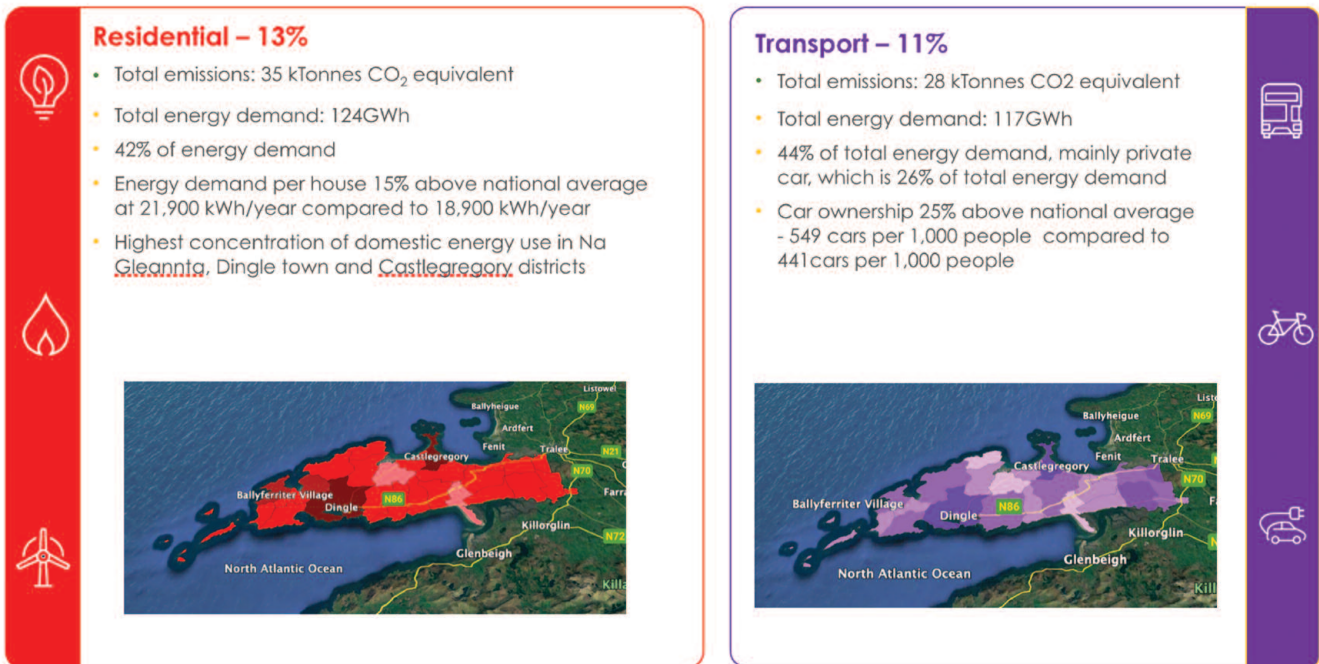 Residential – 13%
• Total emissions: 35 kTonnes CO₂ equivalent
• Total energy demand: 124GWh
• 42% of energy demand
• Energy demand per house 15% above national average
at 21,900 kWh/year compared to 18,900 kWh/year
• Highest concentration of domestic energy use in Na
Gleannta, Dingle town and Castlegregory districts
Listowel
Ballyheigue
N69
Ardfert
Fenit
Tralee
N21
Castlegregory
N70
Ballyferriter Village
N86
Dingle
Killorglin
N72
Glenbeigh
North Atlantic Ocean
Transport – 11%
• Total emissions: 28 kTonnes CO2 equivalent
• Total energy demand: 117GWh
• 44% of total energy demand, mainly private
car, which is 26% of total energy demand
• Car ownership 25% above national average
- 549 cars per 1,000 people compared to
441cars per 1,000 people
Ballyheigue
N69
Ardfert
Fenit
Tralee
Castlegregory
N70
Ballyferriter Village
N86
Dingle
Killorglin
Glenbeigh
North Atlantic Ocean